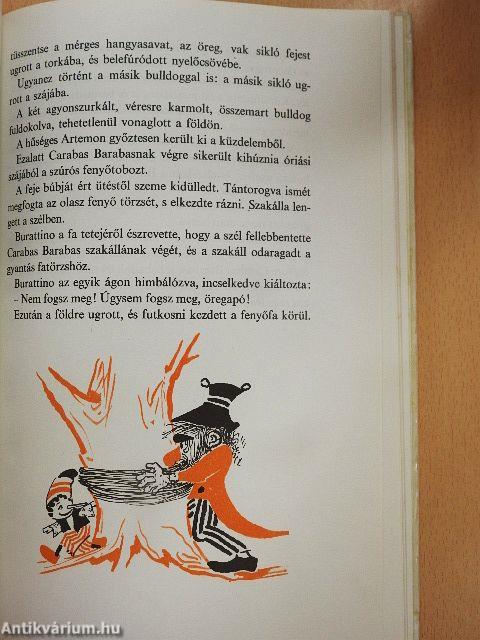 tüsszentse a mérges hangyasavat, az öreg, vak sikló fejest
ugrott a torkába, és belefúródott nyelőcsövébe.
Ugyanez történt a másik bulldoggal is: a másik sikló ug-
rott a szájába.
A két agyonszurkált, véresre karmolt, összemart bulldog
fuldokolva, tehetetlenül vonaglott a földön.
A hűséges Artemon győztesen került ki a küzdelemből.
Ezalatt Carabas Barabasnak végre sikerült kihúznia óriási
szájából a szúrós fenyőtobozt.
A feje búbját ért ütéstől szeme kidülledt. Tántorogva ismét
megfogta az olasz fenyő törzsét, s elkezdte rázni. Szakálla len-
gett a szélben.
Burattino a fa tetejéről észrevette, hogy a szél fellebbentette
Carabas Barabas szakállának végét, és a szakáll odaragadt a
gyantás fatörzshöz.
Burattino az egyik ágon himbálózva, incselkedve kiáltozta:
– Nem fogsz meg! Úgysem fogsz meg, öregapó!
Ezután a földre ugrott, és futkosni kezdett a fenyőfa körül.
Antikvárium.hu